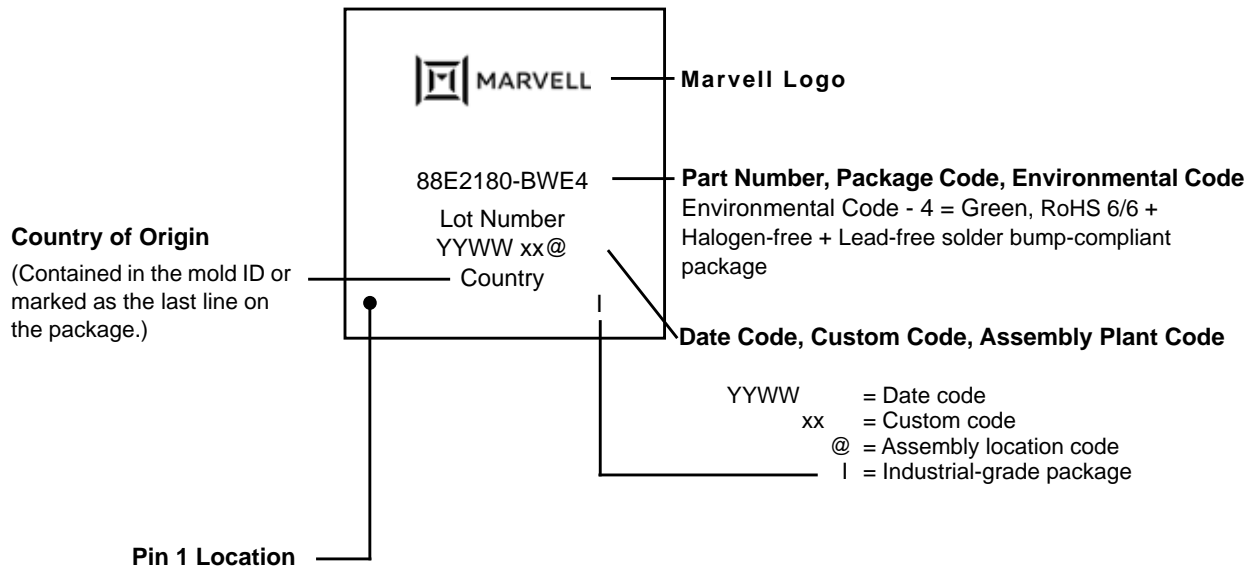 MARVELL
Marvell Logo
88E2180-BWE4
Part Number, Package Code, Environmental Code
Environmental Code - 4 = Green, RoHS 6/6 +
Halogen-free + Lead-free solder bump-compliant
package
Lot Number
YYWW xx@
Country
I
Country of Origin
(Contained in the mold ID or
marked as the last line on
the package.)
Date Code, Custom Code, Assembly Plant Code
YYWW = Date code
xx = Custom code
@ = Assembly location code
I = Industrial-grade package
Pin 1 Location